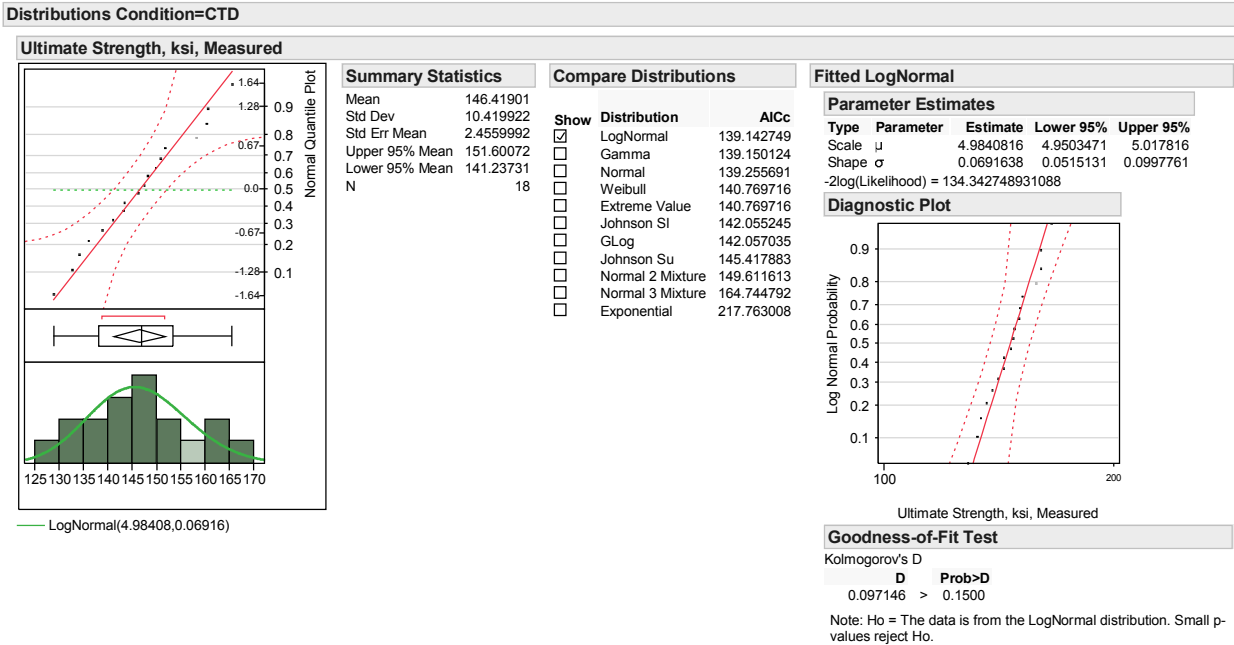 Distributions Condition=CTD
Ultimate Strength, ksi, Measured
1.64
1.28
0.67
0.0
-0.67
-1.28
-1.64
0.9
0.8
0.7
0.6
0.5
0.4
0.3
0.2
0.1
Normal Quantile Plot
125 130 135 140 145 150 155 160 165 170
LogNormal(4.98408,0.06916)
Summary Statistics
Mean 146.41901
Std Dev 10.419922
Std Err Mean 2.4559992
Upper 95% Mean 151.60072
Lower 95% Mean 141.23731
N 18
Compare Distributions
Show Distribution AICc
LogNormal 139.142749
Gamma 139.150124
Normal 139.255691
Weibull 140.769716
Extreme Value 140.769716
Johnson Sl 142.055245
GLog 142.057035
Johnson Su 145.417883
Normal 2 Mixture 149.611613
Normal 3 Mixture 164.744792
Exponential 217.763008
Fitted LogNormal
Parameter Estimates
Type Parameter Estimate Lower 95% Upper 95%
Scale μ 4.9840816 4.9503471 5.017816
Shape σ 0.0691638 0.0515131 0.0997761
-2log(Likelihood) = 134.342748931088
Diagnostic Plot
Log Normal Probability
0.9
0.8
0.7
0.6
0.5
0.4
0.3
0.2
0.1
100 200
Ultimate Strength, ksi, Measured
Goodness-of-Fit Test
Kolmogorov's D
D Prob>D
0.097146 > 0.1500
Note: Ho = The data is from the LogNormal distribution. Small p-
values reject Ho.